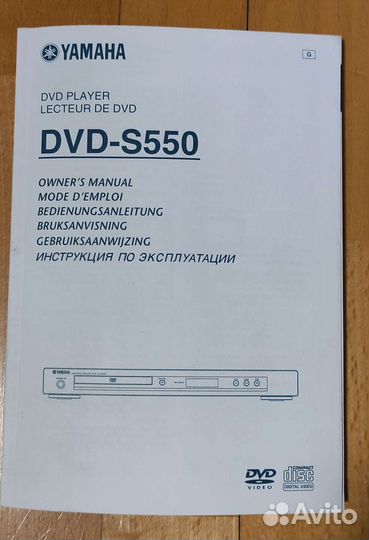 YAMAHA
G
DVD PLAYER
LECTEUR DE DVD
DVD-S550
OWNER'S MANUAL
MODE D'EMPLOI
BEDIENUNGSANLEITUNG
BRUKSANVISNING
GEBRUIKSAANWIJZING
ИНСТРУКЦИЯ ПО ЭКСПЛУАТАЦИИ
YAMAHA
DVD
VIDEO
COMPACT
disc
DIGITAL VIDEO
Avito